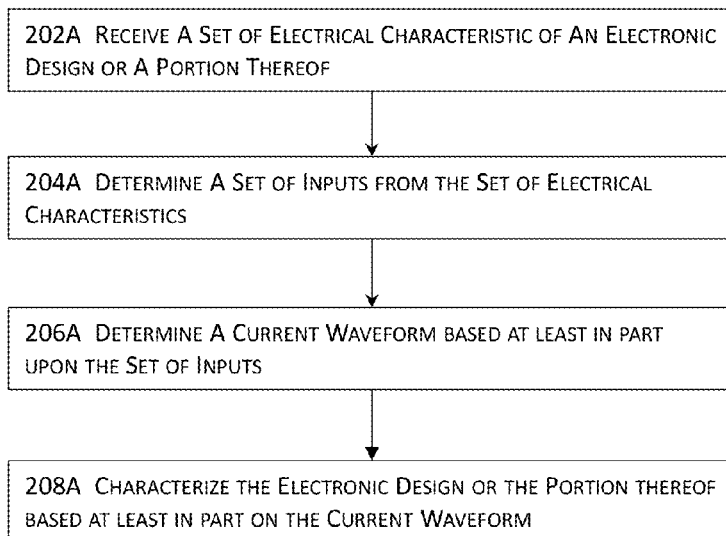 202A RECEIVE A SET OF ELECTRICAL CHARACTERISTIC OF AN ELECTRONIC
DESIGN OR A PORTION THEREOF
204A DETERMINE A SET OF INPUTS FROM THE SET OF ELECTRICAL
CHARACTERISTICS
206A DETERMINE A CURRENT WAVEFORM BASED AT LEAST IN PART
UPON THE SET OF INPUTS
208A CHARACTERIZE THE ELECTRONIC DESIGN OR THE PORTION THEREOF
BASED AT LEAST IN PART ON THE CURRENT WAVEFORM